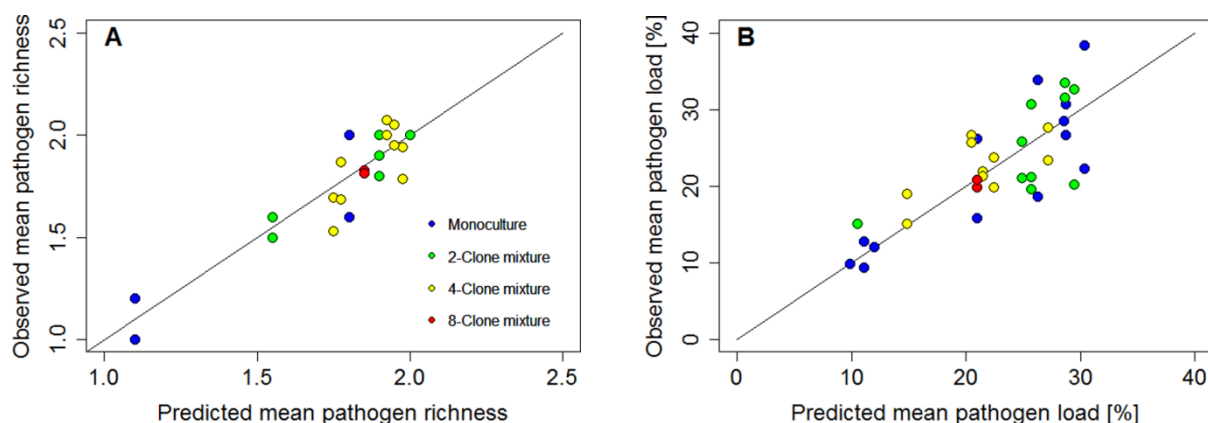 A
Observed mean pathogen richness
2.5
2.0
1.5
1.0
Monoculture
2-Clone mixture
4-Clone mixture
8-Clone mixture
1.0 1.5 2.0 2.5
Predicted mean pathogen richness
B
Observed mean pathogen load [%]
40
30
20
10
0
0 10 20 30 40
Predicted mean pathogen load [%]